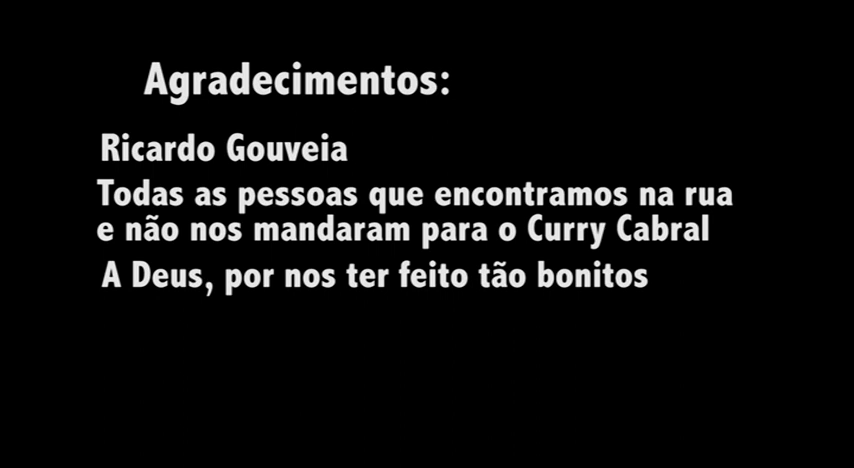 Agradecimentos:
Ricardo Gouveia
Todas as pessoas que encontramos na rua
e não nos mandaram para o Curry Cabral
A Deus, por nos ter feito tão bonitos